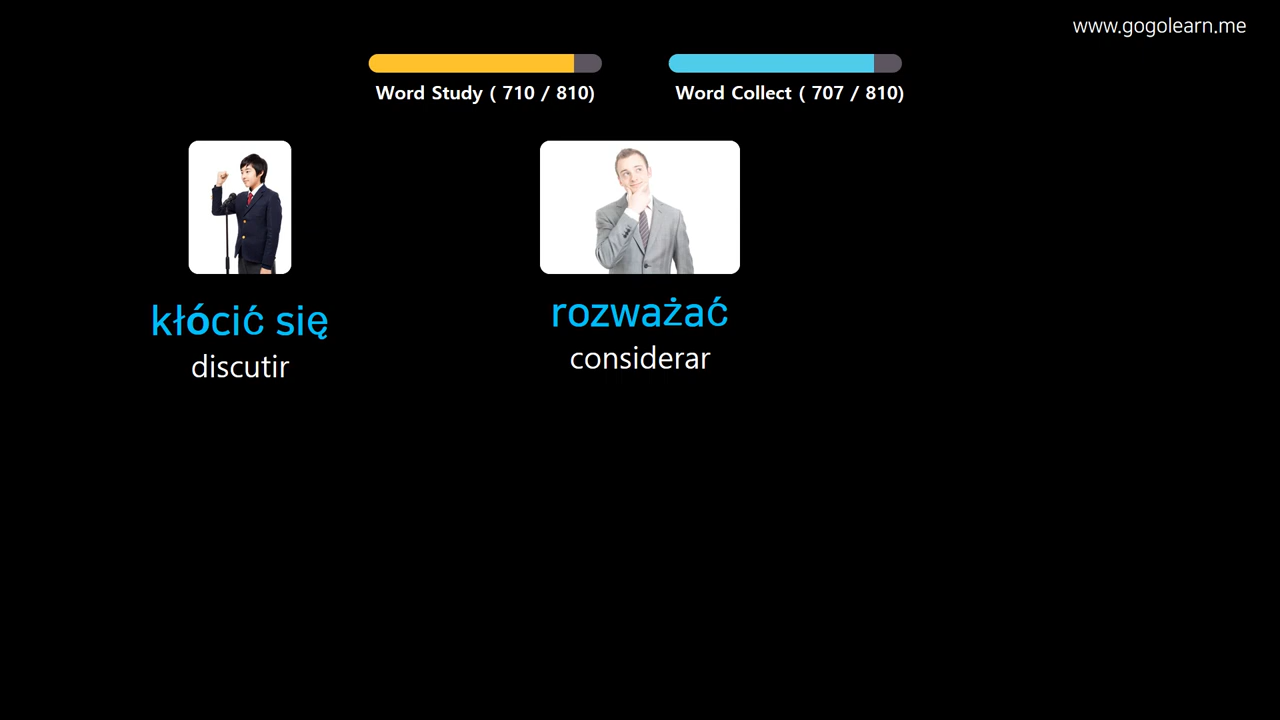 www.gogolearn.me
Word Study ( 710 / 810)
Word Collect ( 707 / 810)
kłócić się
discutir
rozważać
considerar